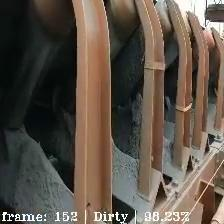 frame: 152 | Dirty | 98.23%